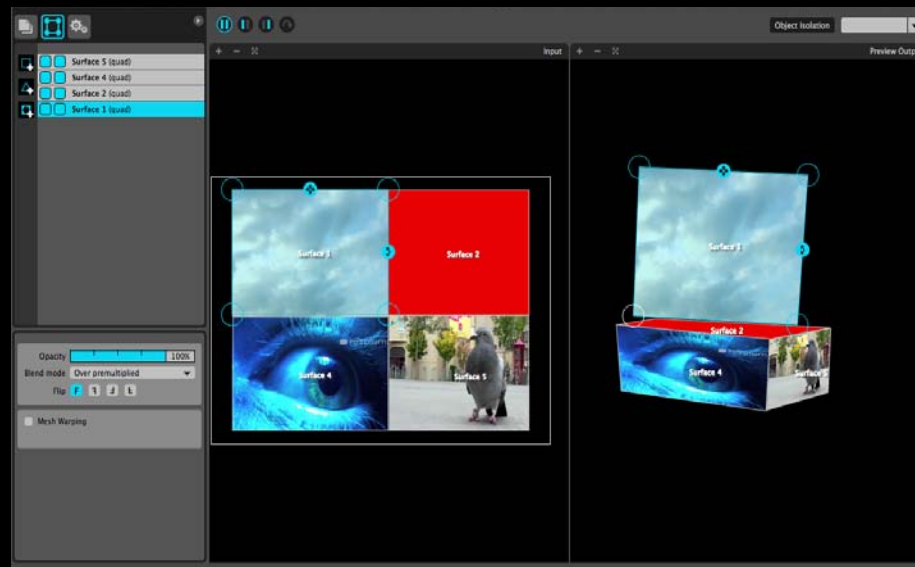 Object Isolation
Input
Preview Outp
Surface 5 (quad)
Surface 4 (quad)
Surface 2 (quad)
Surface 1 (quad)
Surface 1
Surface 2
Surface 4
Surface 5
Surface 1
Surface 2
Surface 4
Surface 5
Opacity 100%
Blend mode Over premultiplied
Flip
Mesh Warping